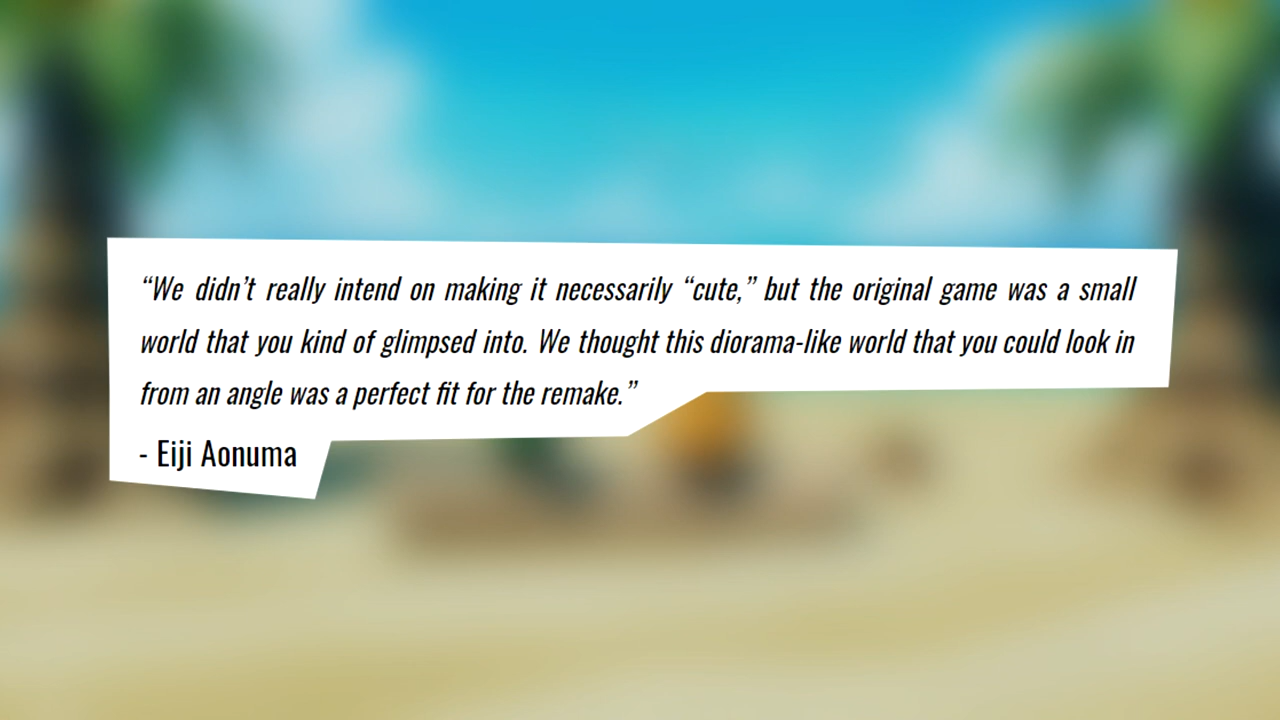 “We didn’t really intend on making it necessarily “cute,” but the original game was a small
world that you kind of glimpsed into. We thought this diorama-like world that you could look in
from an angle was a perfect fit for the remake.”
- Eiji Aonuma